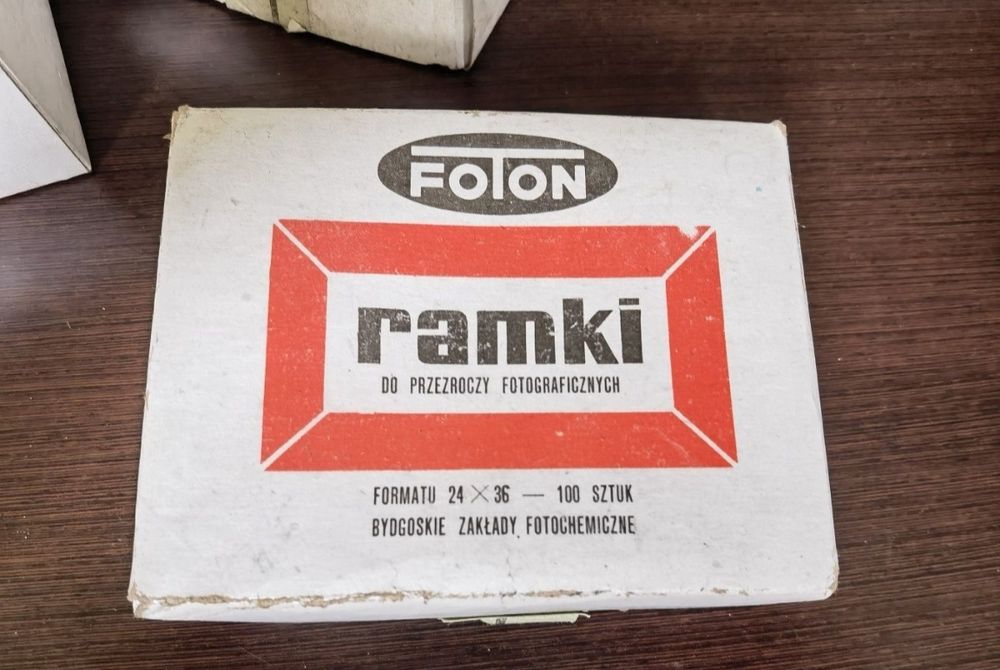 FOTON
ramki
DO PRZEZROCZY FOTOGRAFICZNYCH
FORMATU 24 × 36 — 100 SZTUK
BYDGOSKIE ZAKŁADY FOTOCHEMICZNE